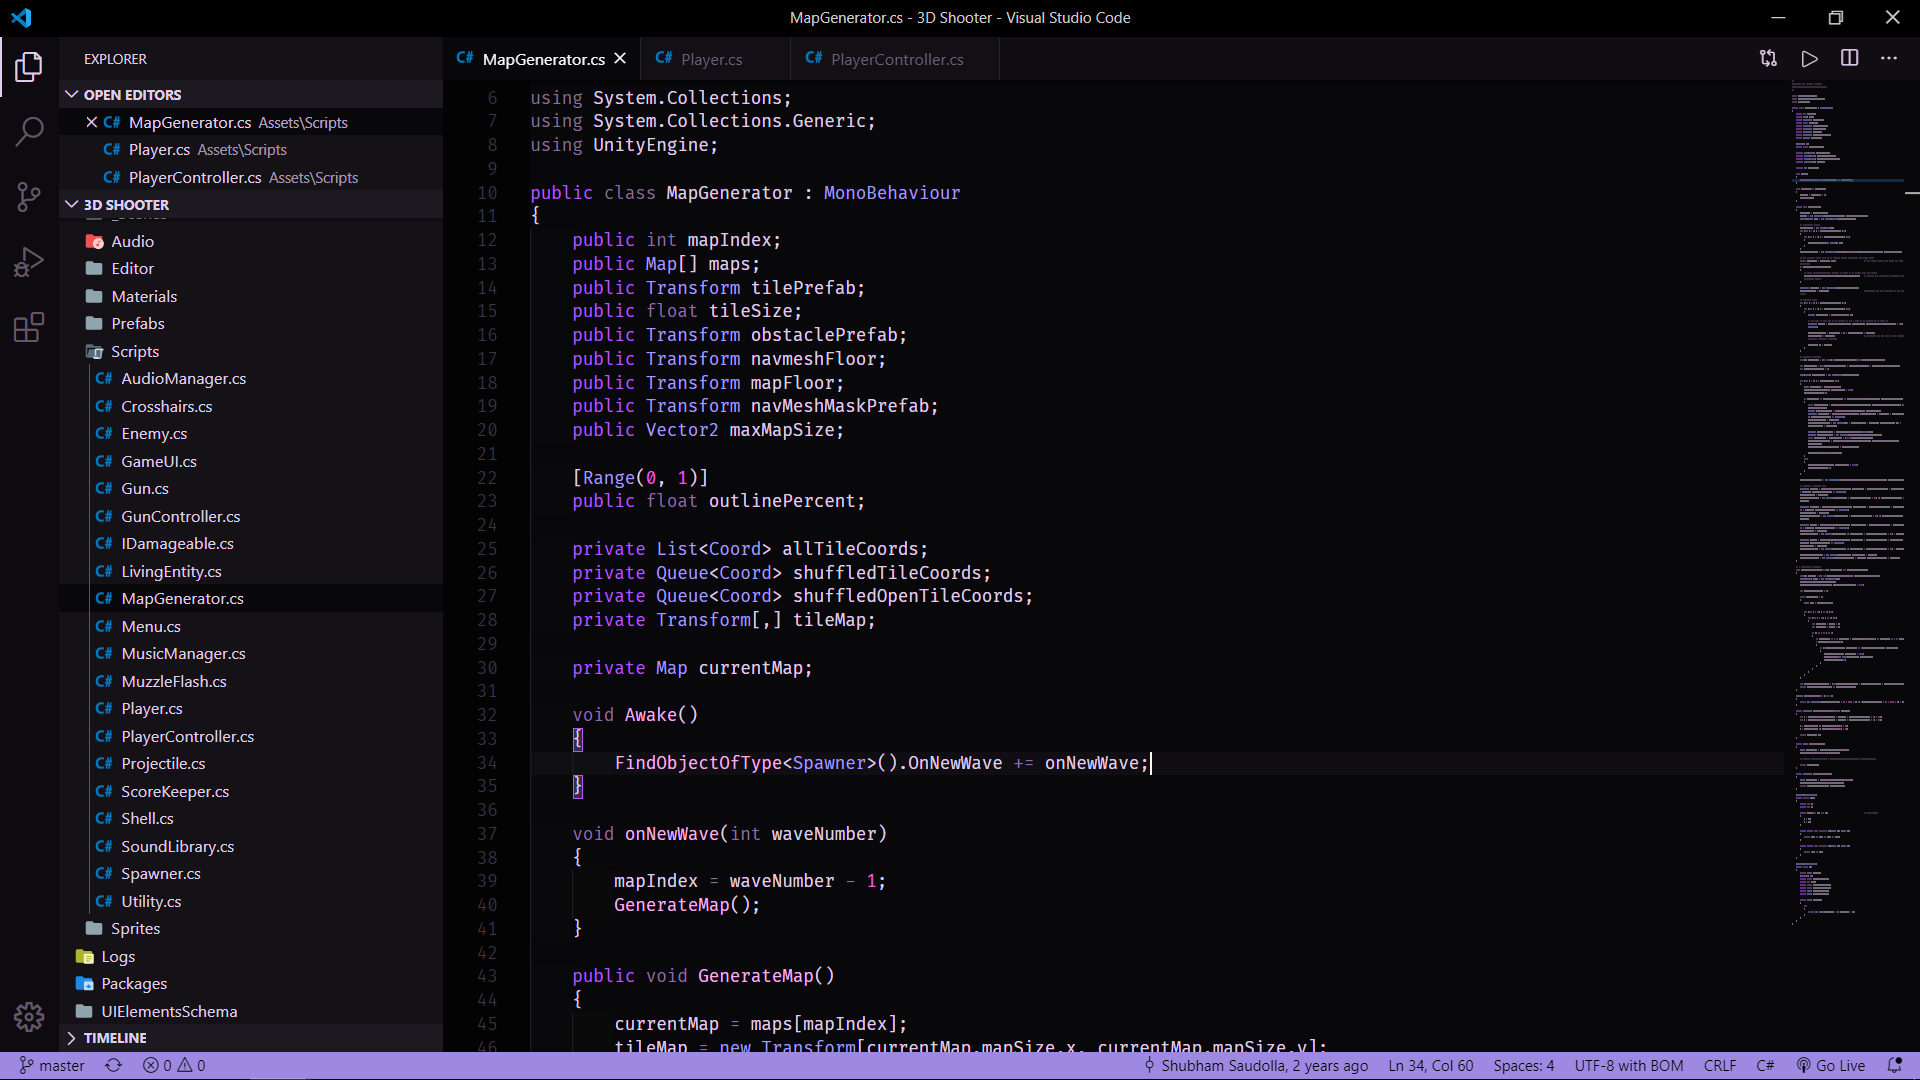 MapGenerator.cs - 3D Shooter - Visual Studio Code
EXPLORER
OPEN EDITORS
C# MapGenerator.cs Assets\Scripts
C# Player.cs Assets\Scripts
C# PlayerController.cs Assets\Scripts
3D SHOOTER
Audio
Editor
Materials
Prefabs
Scripts
C# AudioManager.cs
C# Crosshairs.cs
C# Enemy.cs
C# GameUI.cs
C# Gun.cs
C# GunController.cs
C# IDamageable.cs
C# LivingEntity.cs
C# MapGenerator.cs
C# Menu.cs
C# MusicManager.cs
C# MuzzleFlash.cs
C# Player.cs
C# PlayerController.cs
C# Projectile.cs
C# ScoreKeeper.cs
C# Shell.cs
C# SoundLibrary.cs
C# Spawner.cs
C# Utility.cs
Sprites
Logs
Packages
UIElementsSchema
TIMELINE
C# MapGenerator.cs C# Player.cs C# PlayerController.cs
6 using System.Collections;
7 using System.Collections.Generic;
8 using UnityEngine;
9
10 public class MapGenerator : MonoBehaviour
11 {
12 public int mapIndex;
13 public Map[] maps;
14 public Transform tilePrefab;
15 public float tileSize;
16 public Transform obstaclePrefab;
17 public Transform navmeshFloor;
18 public Transform mapFloor;
19 public Transform navMeshMaskPrefab;
20 public Vector2 maxMapSize;
21
22 [Range(0, 1)]
23 public float outlinePercent;
24
25 private List<Coord> allTileCoords;
26 private Queue<Coord> shuffledTileCoords;
27 private Queue<Coord> shuffledOpenTileCoords;
28 private Transform[,] tileMap;
29
30 private Map currentMap;
31
32 void Awake()
33 {
34 FindObjectOfType<Spawner>().OnNewWave += onNewWave;
35 }
36
37 void onNewWave(int waveNumber)
38 {
39 mapIndex = waveNumber - 1;
40 GenerateMap();
41 }
42
43 public void GenerateMap()
44 {
45 currentMap = maps[mapIndex];
46 tileMap = new Transform[currentMap.mapSize.x, currentMap.mapSize.y];
master 0 0 Shubham Saudolla, 2 years ago Ln 34, Col 60 Spaces: 4 UTF-8 with BOM CRLF C# Go Live